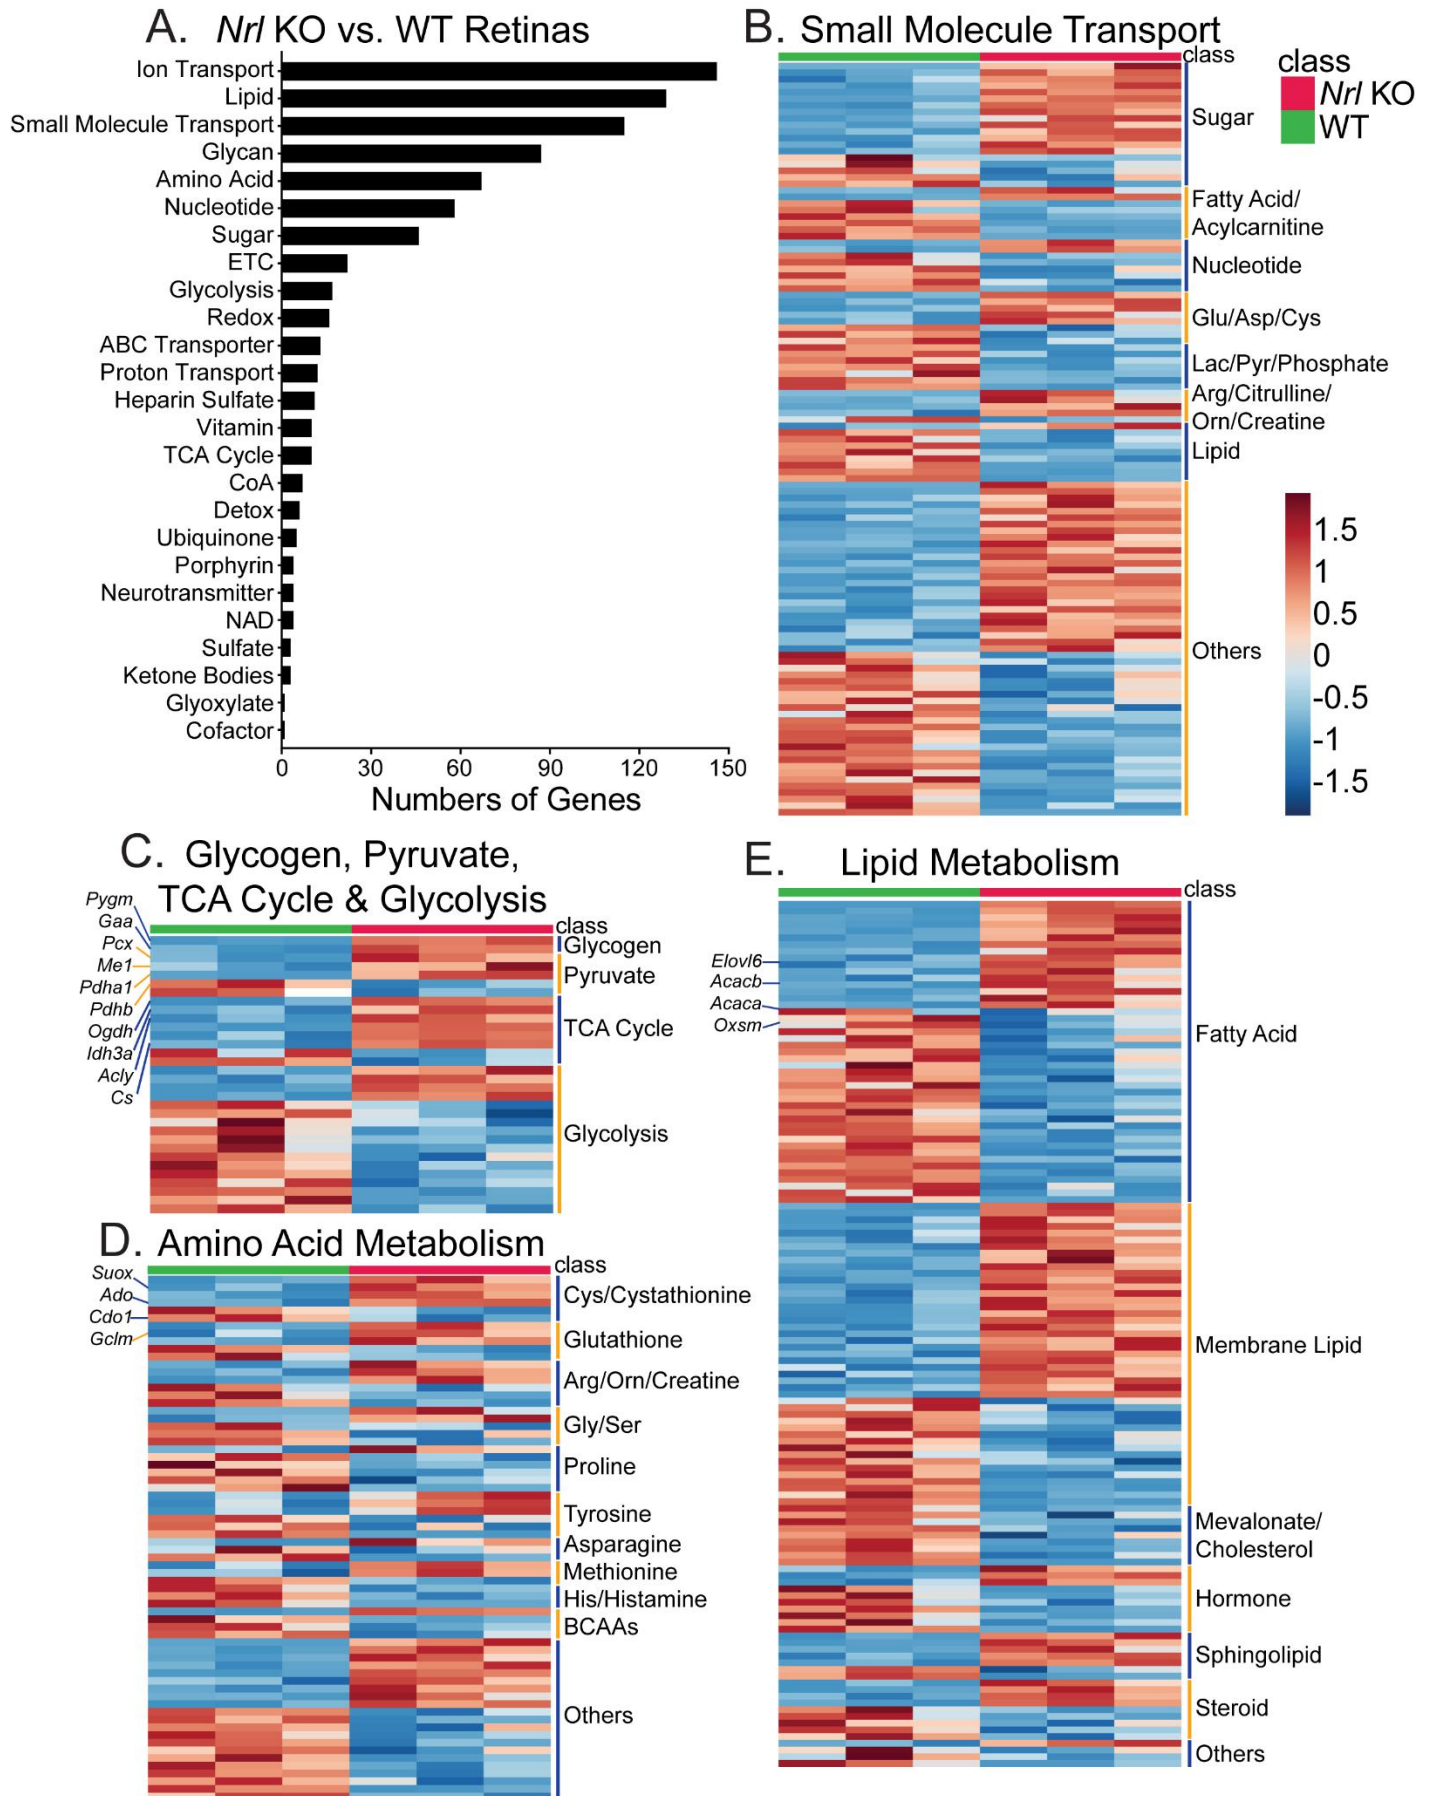 A. Nrl KO vs. WT Retinas
Ion Transport
Lipid
Small Molecule Transport
Glycan
Amino Acid
Nucleotide
Sugar
ETC
Glycolysis
Redox
ABC Transporter
Proton Transport
Heparin Sulfate
Vitamin
TCA Cycle
CoA
Detox
Ubiquinone
Porphyrin
Neurotransmitter
NAD
Sulfate
Ketone Bodies
Glyoxylate
Cofactor
0 30 60 90 120 150
Numbers of Genes
B. Small Molecule Transport
class
Sugar
Fatty Acid/
Acylcarnitine
Nucleotide
Glu/Asp/Cys
Lac/Pyr/Phosphate
Arg/Citrulline/
Orn/Creatine
Lipid
Others
class
Nrl KO
WT
1.5
1
0.5
0
-0.5
-1
-1.5
C. Glycogen, Pyruvate,
TCA Cycle & Glycolysis
class
Pygm
Gaa
Pcx
Me1
Pdha1
Pdhb
Ogdh
Idh3a
Acly
Cs
Glycogen
Pyruvate
TCA Cycle
Glycolysis
D. Amino Acid Metabolism
class
Suox
Ado
Cdo1
Gclm
Cys/Cystathionine
Glutathione
Arg/Orn/Creatine
Gly/Ser
Proline
Tyrosine
Asparagine
Methionine
His/Histamine
BCAAs
Others
E. Lipid Metabolism
class
Elovl6
Acacb
Acaca
Oxsm
Fatty Acid
Membrane Lipid
Mevalonate/
Cholesterol
Hormone
Sphingolipid
Steroid
Others